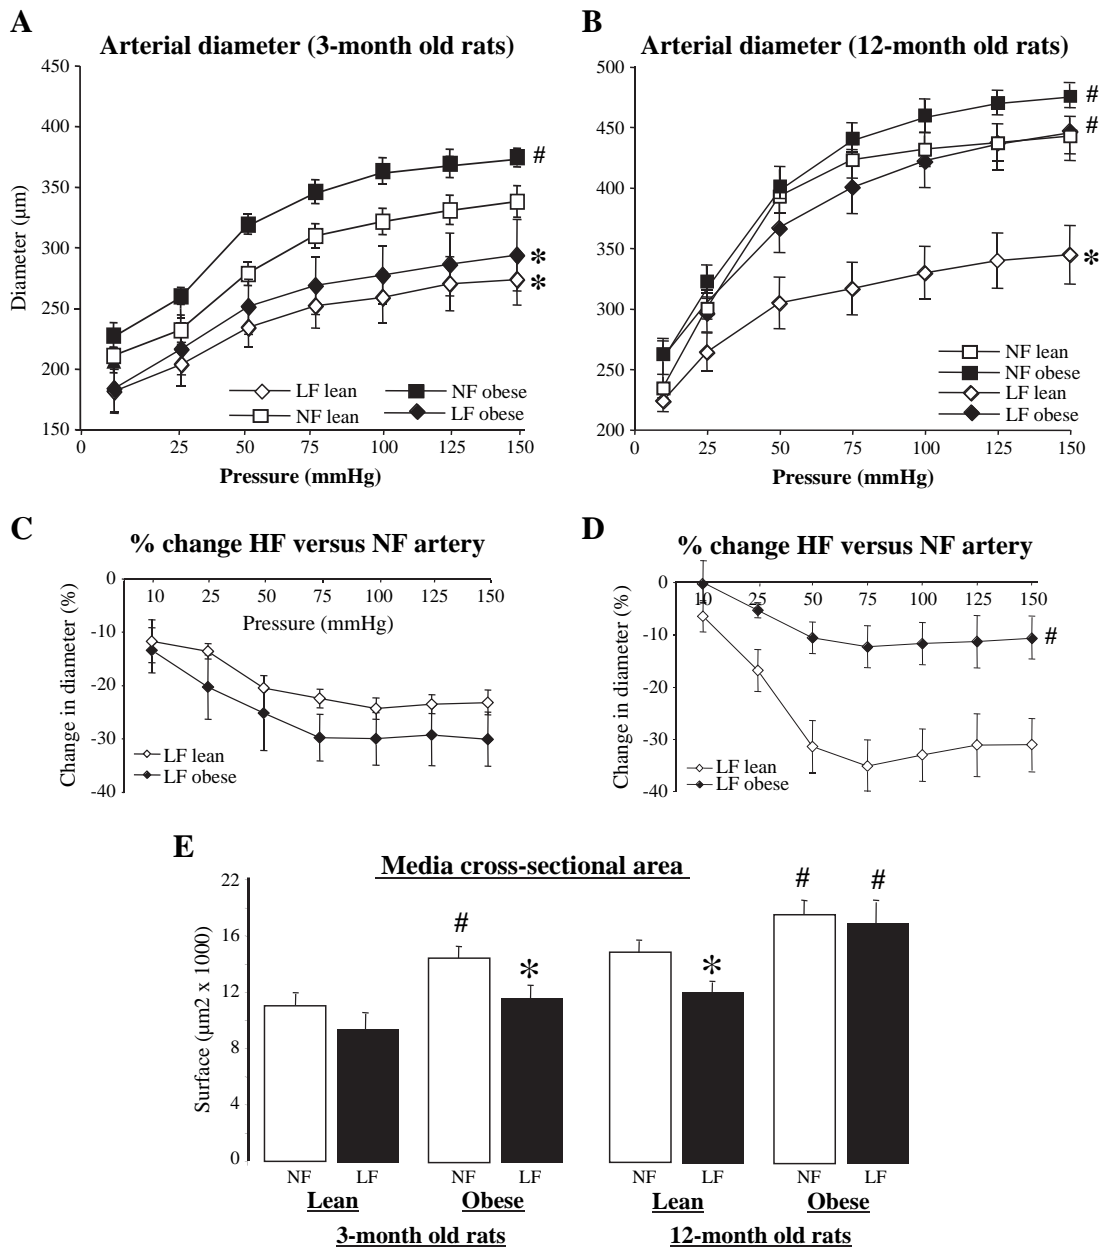 A
Arterial diameter (3-month old rats)
450
400
350
300
250
200
150
Diameter (µm)
#
*
*
LF lean
NF obese
NF lean
LF obese
0
25
50
75
100
125
150
Pressure (mmHg)
B
Arterial diameter (12-month old rats)
500
450
400
350
300
250
200
#
#
*
NF lean
NF obese
LF lean
LF obese
0
25
50
75
100
125
150
Pressure (mmHg)
C
% change HF versus NF artery
0
-10
-20
-30
-40
Change in diameter (%)
10
25
50
75
100
125
150
Pressure (mmHg)
LF lean
LF obese
D
% change HF versus NF artery
0
-10
-20
-30
-40
Change in diameter (%)
10
25
50
75
100
125
150
#
LF lean
LF obese
E
Media cross-sectional area
22
16
12
8
4
0
Surface (µm2 x 1000)
#
*
*
#
#
NF
LF
NF
LF
NF
LF
NF
LF
Lean
Obese
Lean
Obese
3-month old rats
12-month old rats